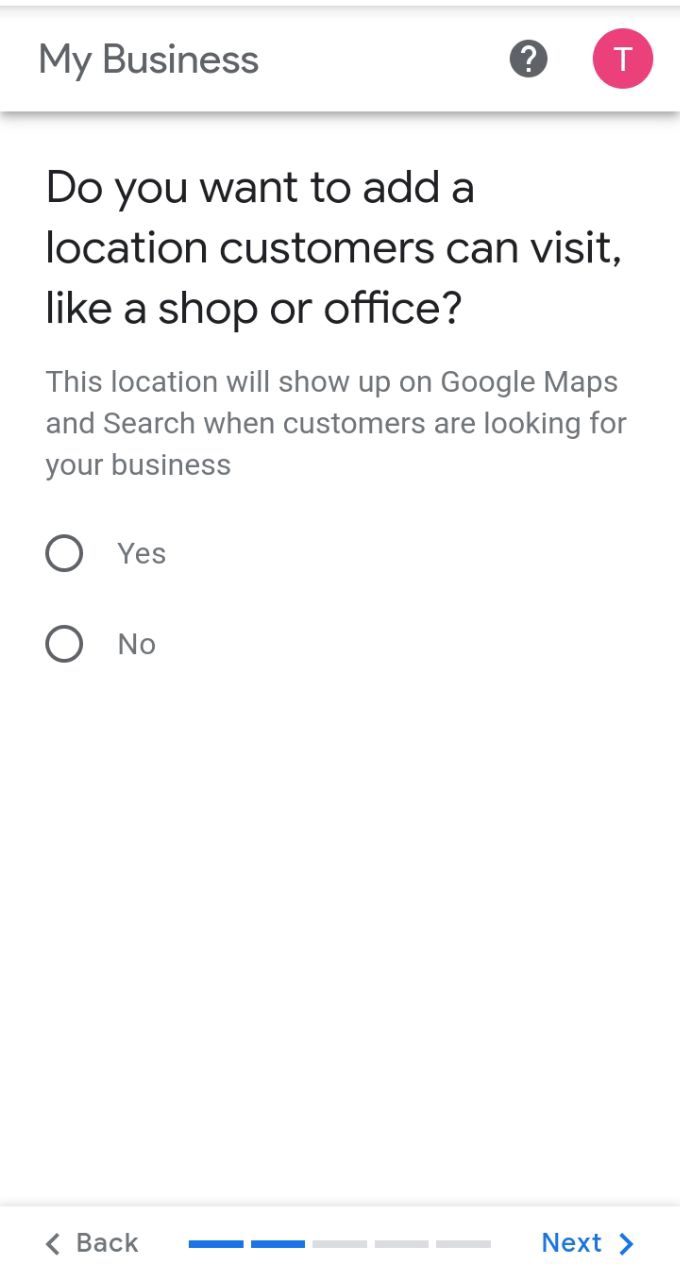 My Business
?
T
Do you want to add a
location customers can visit,
like a shop or office?
This location will show up on Google Maps
and Search when customers are looking for
your business
Yes
No
Back
Next